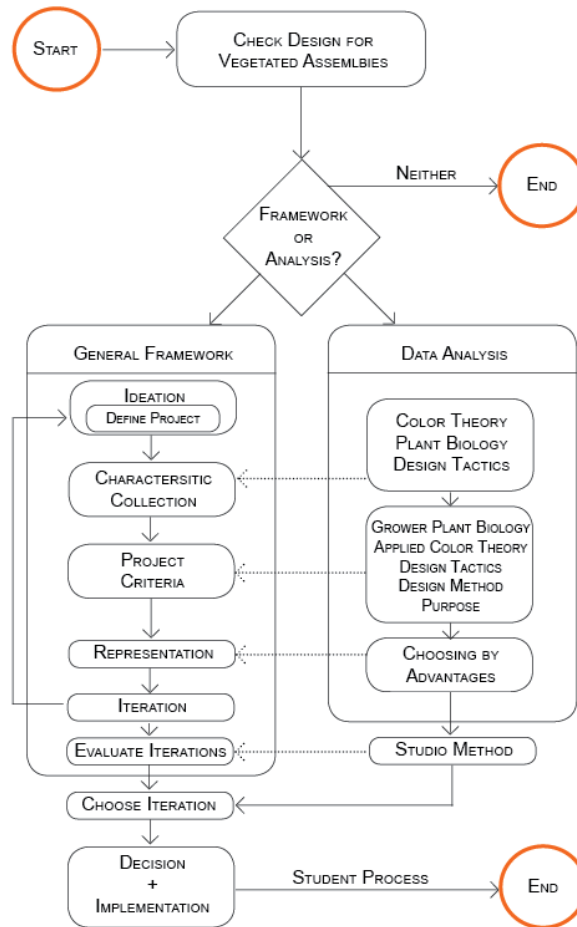 Start
Check Design for
Vegetated Assemlbies
Neither
End
Framework
or
Analysis?
General Framework
Data Analysis
Ideation
Define Project
Color Theory
Plant Biology
Design Tactics
Charactersitic
Collection
Grower Plant Biology
Applied Color Theory
Design Tactics
Design Method
Purpose
Project
Criteria
Representation
Choosing by
Advantages
Iteration
Evaluate Iterations
Studio Method
Choose Iteration
Decision
+
Implementation
Student Process
End